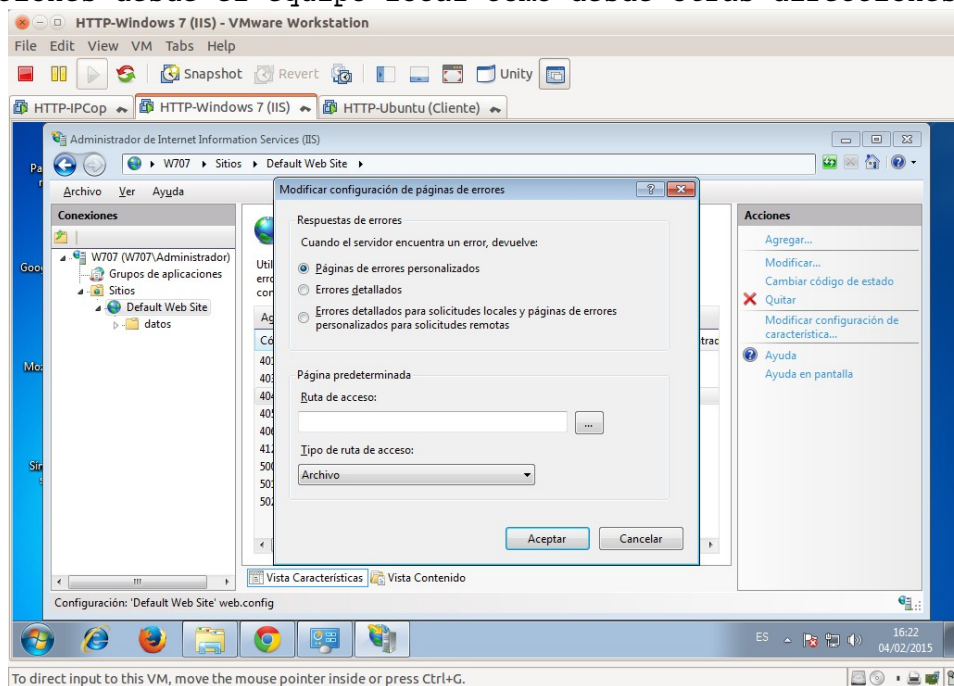 HTTP-Windows 7 (IIS) - VMware Workstation
File Edit View VM Tabs Help
Snapshot Revert Unity
HTTP-IPCop HTTP-Windows 7 (IIS) HTTP-Ubuntu (Cliente)
Administrador de Internet Information Services (IIS)
W707 Sitios Default Web Site
Archivo Ver Ayuda
Conexiones
W707 (W707\Administrador)
Grupos de aplicaciones
Sitios
Default Web Site
datos
Modificar configuración de páginas de errores
Respuestas de errores
Cuando el servidor encuentra un error, devuelve:
Páginas de errores personalizados
Errores detallados
Errores detallados para solicitudes locales y páginas de errores
personalizados para solicitudes remotas
Página predeterminada
Ruta de acceso:
...
Tipo de ruta de acceso:
Archivo
Aceptar Cancelar
Acciones
Agregar...
Modificar...
Cambiar código de estado
Quitar
Modificar configuración de
característica...
Ayuda
Ayuda en pantalla
Vista Características Vista Contenido
Configuración: 'Default Web Site' web.config
ES 16:22
04/02/2015
To direct input to this VM, move the mouse pointer inside or press Ctrl+G.